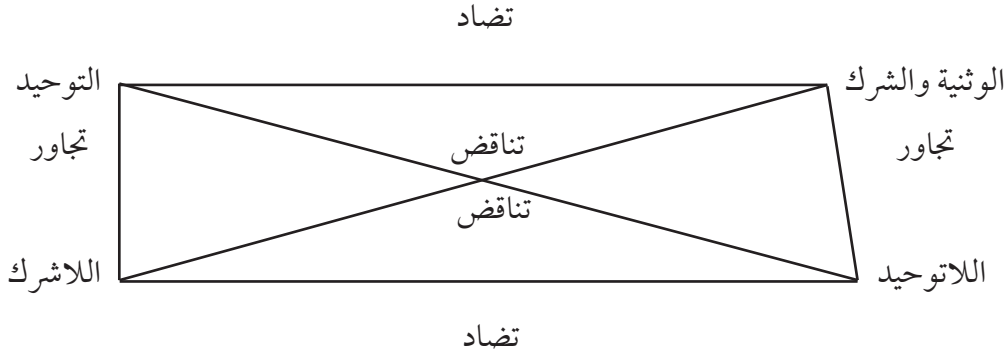 تضاد
الوثنية والشرك
التوحيد
تجاور
تناقض
تجاور
تناقض
اللاتوحيد
اللاشرك
تضاد